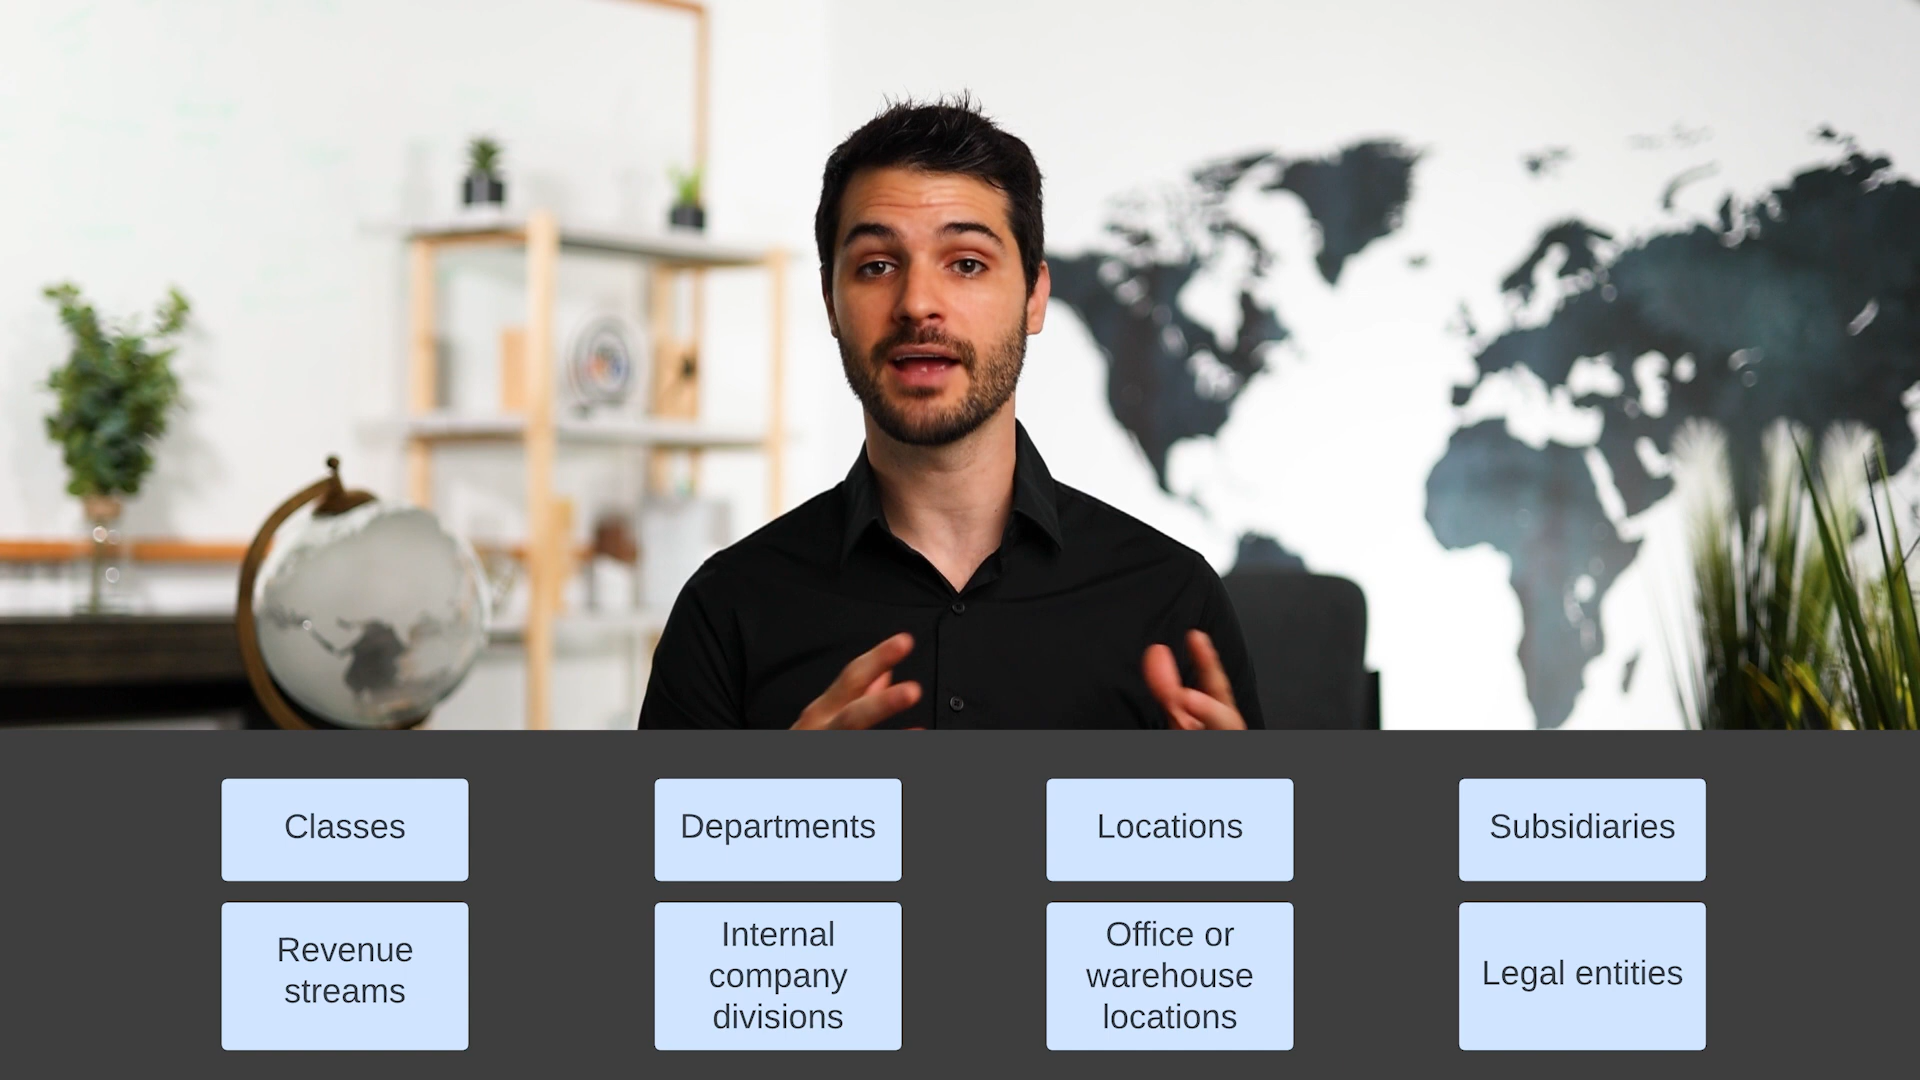 Classes
Departments
Locations
Subsidiaries
Revenue
streams
Internal
company
divisions
Office or
warehouse
locations
Legal entities